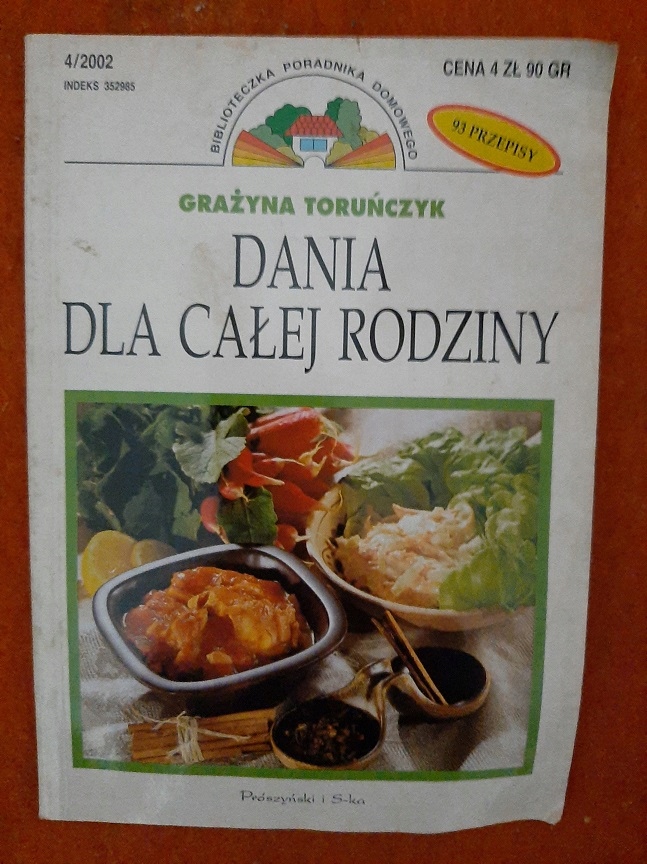 4/2002
INDEKS 352985
BIBLIOTECZKA PORADNIKA DOMOWEGO
CENA 4 ZŁ 90 GR
93 PRZEPISY
GRAŻYNA TORUŃCZYK
DANIA
DLA CAŁEJ RODZINY
Prószyński i S-ka